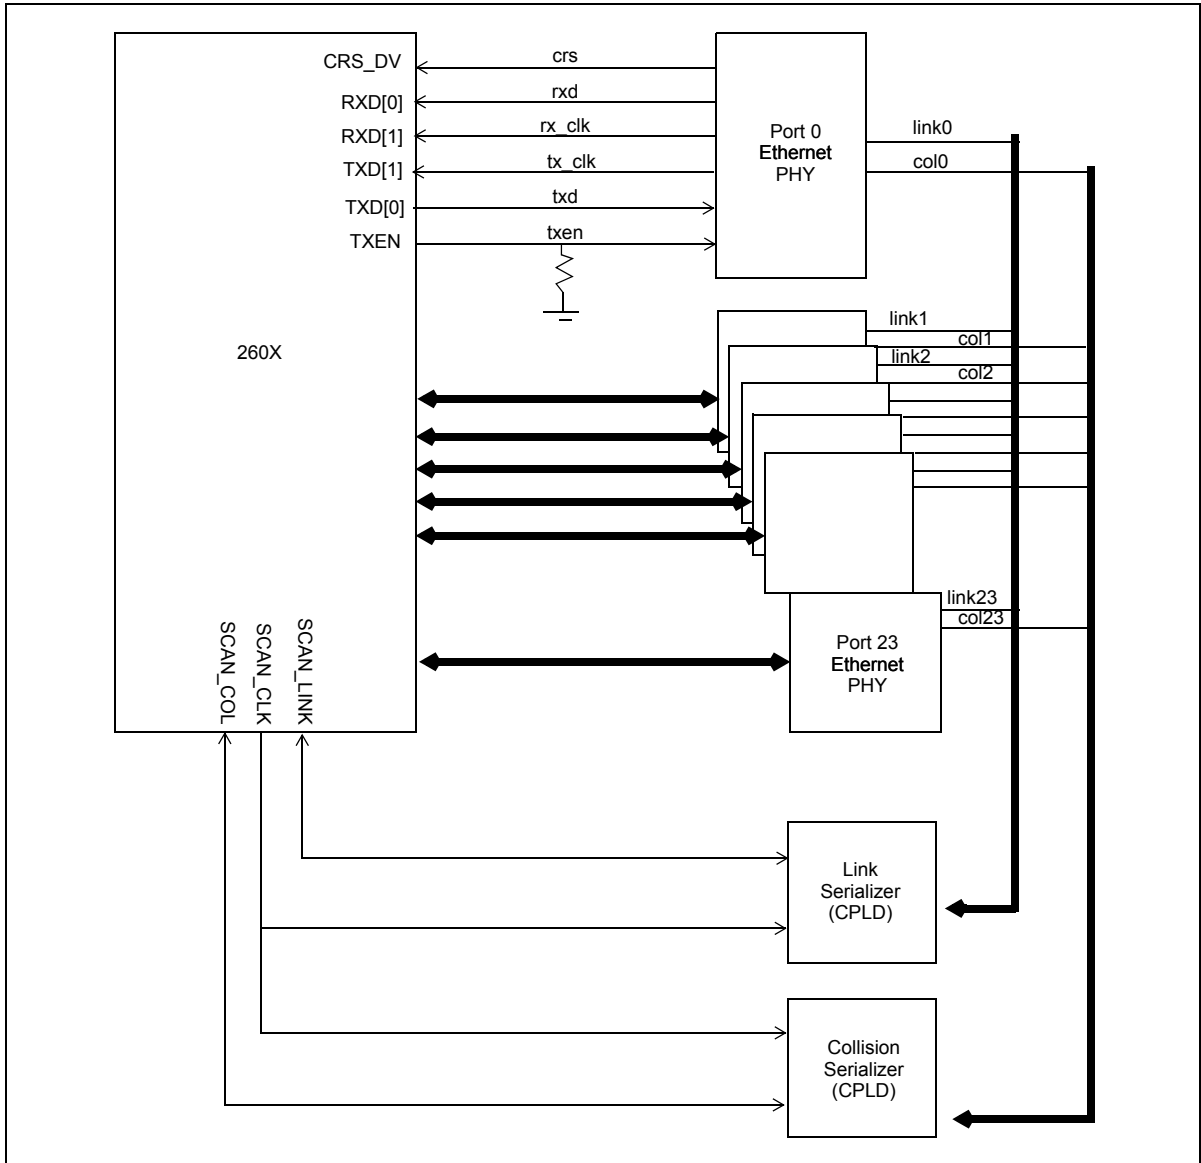 CRS_DV
RXD[0]
RXD[1]
TXD[1]
TXD[0]
TXEN
crs
rxd
rx_clk
tx_clk
txd
txen
Port 0
Ethernet
PHY
link0
col0
260X
link1
col1
link2
col2
link23
col23
Port 23
Ethernet
PHY
SCAN_COL
SCAN_CLK
SCAN_LINK
Link
Serializer
(CPLD)
Collision
Serializer
(CPLD)